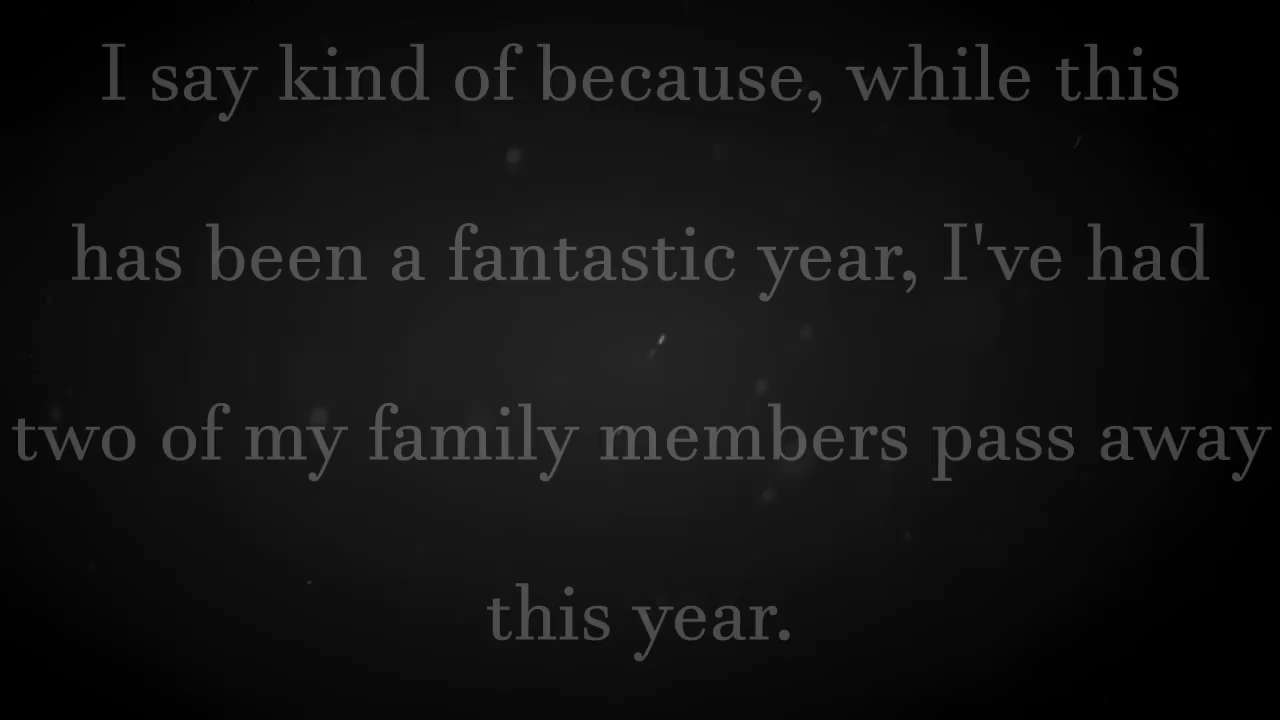 I say kind of because, while this
has been a fantastic year, I've had
two of my family members pass away
this year.